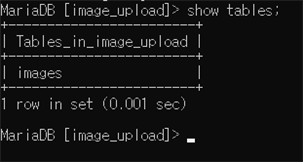 MariaDB [image_upload]> show tables;
+------------------------+
| Tables_in_image_upload |
+------------------------+
| images                 |
+------------------------+
1 row in set (0.001 sec)
MariaDB [image_upload]> _